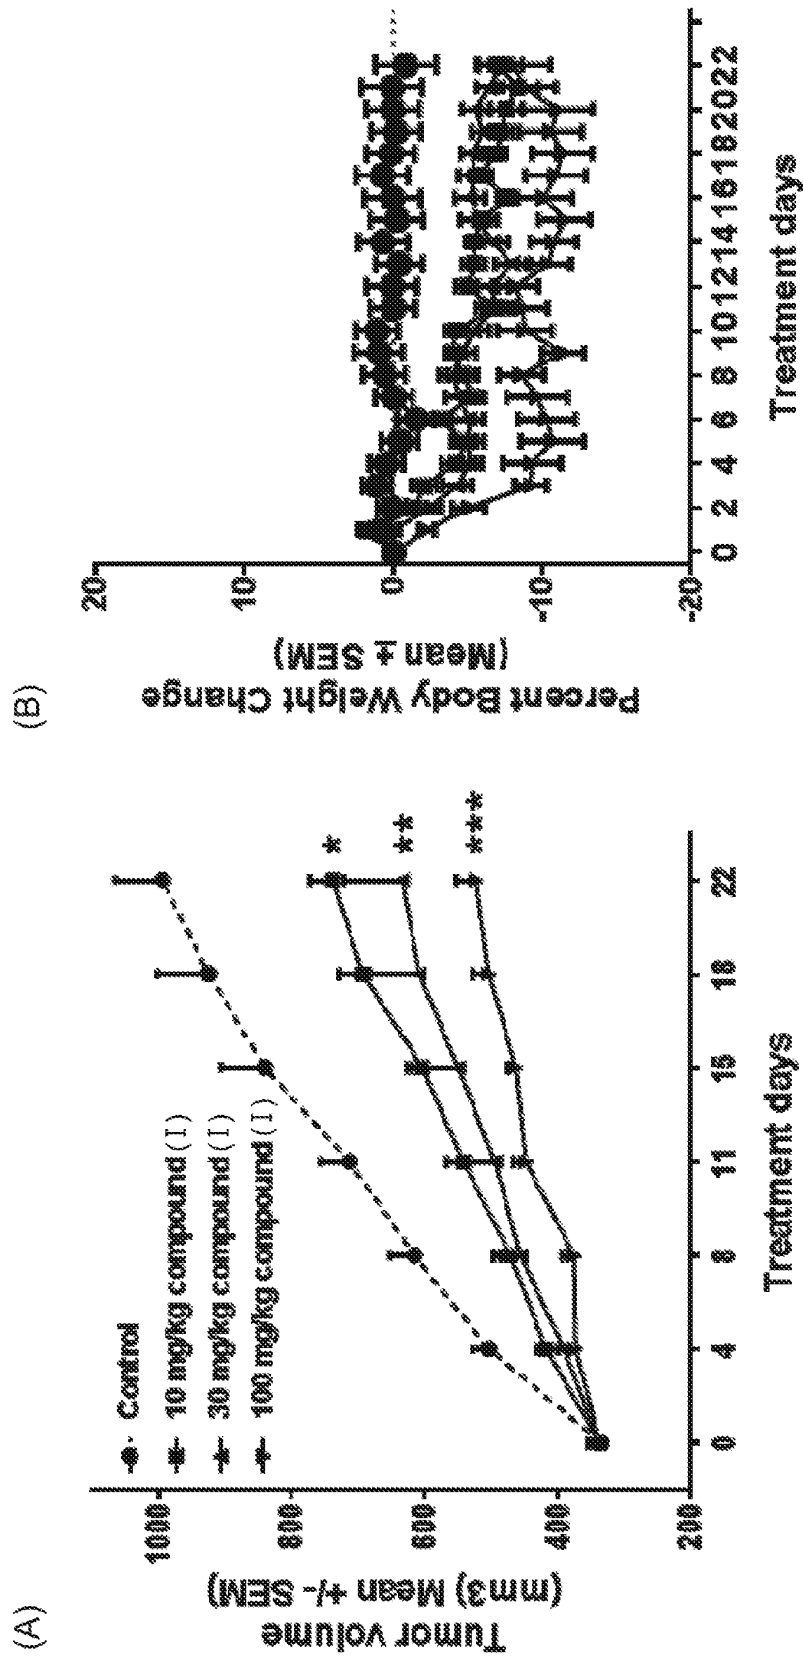 (A)
Tumor volume
(mm3) Mean +/- SEM)
1000
800
600
400
200
Control
10 mg/kg compound (I)
30 mg/kg compound (I)
100 mg/kg compound (I)
*
**
***
0 4 8 11 15 18 22
Treatment days
(B)
Percent Body Weight Change
(Mean ± SEM)
20
10
0
-10
-20
0 2 4 6 8 10 12 14 16 18 20 22
Treatment days